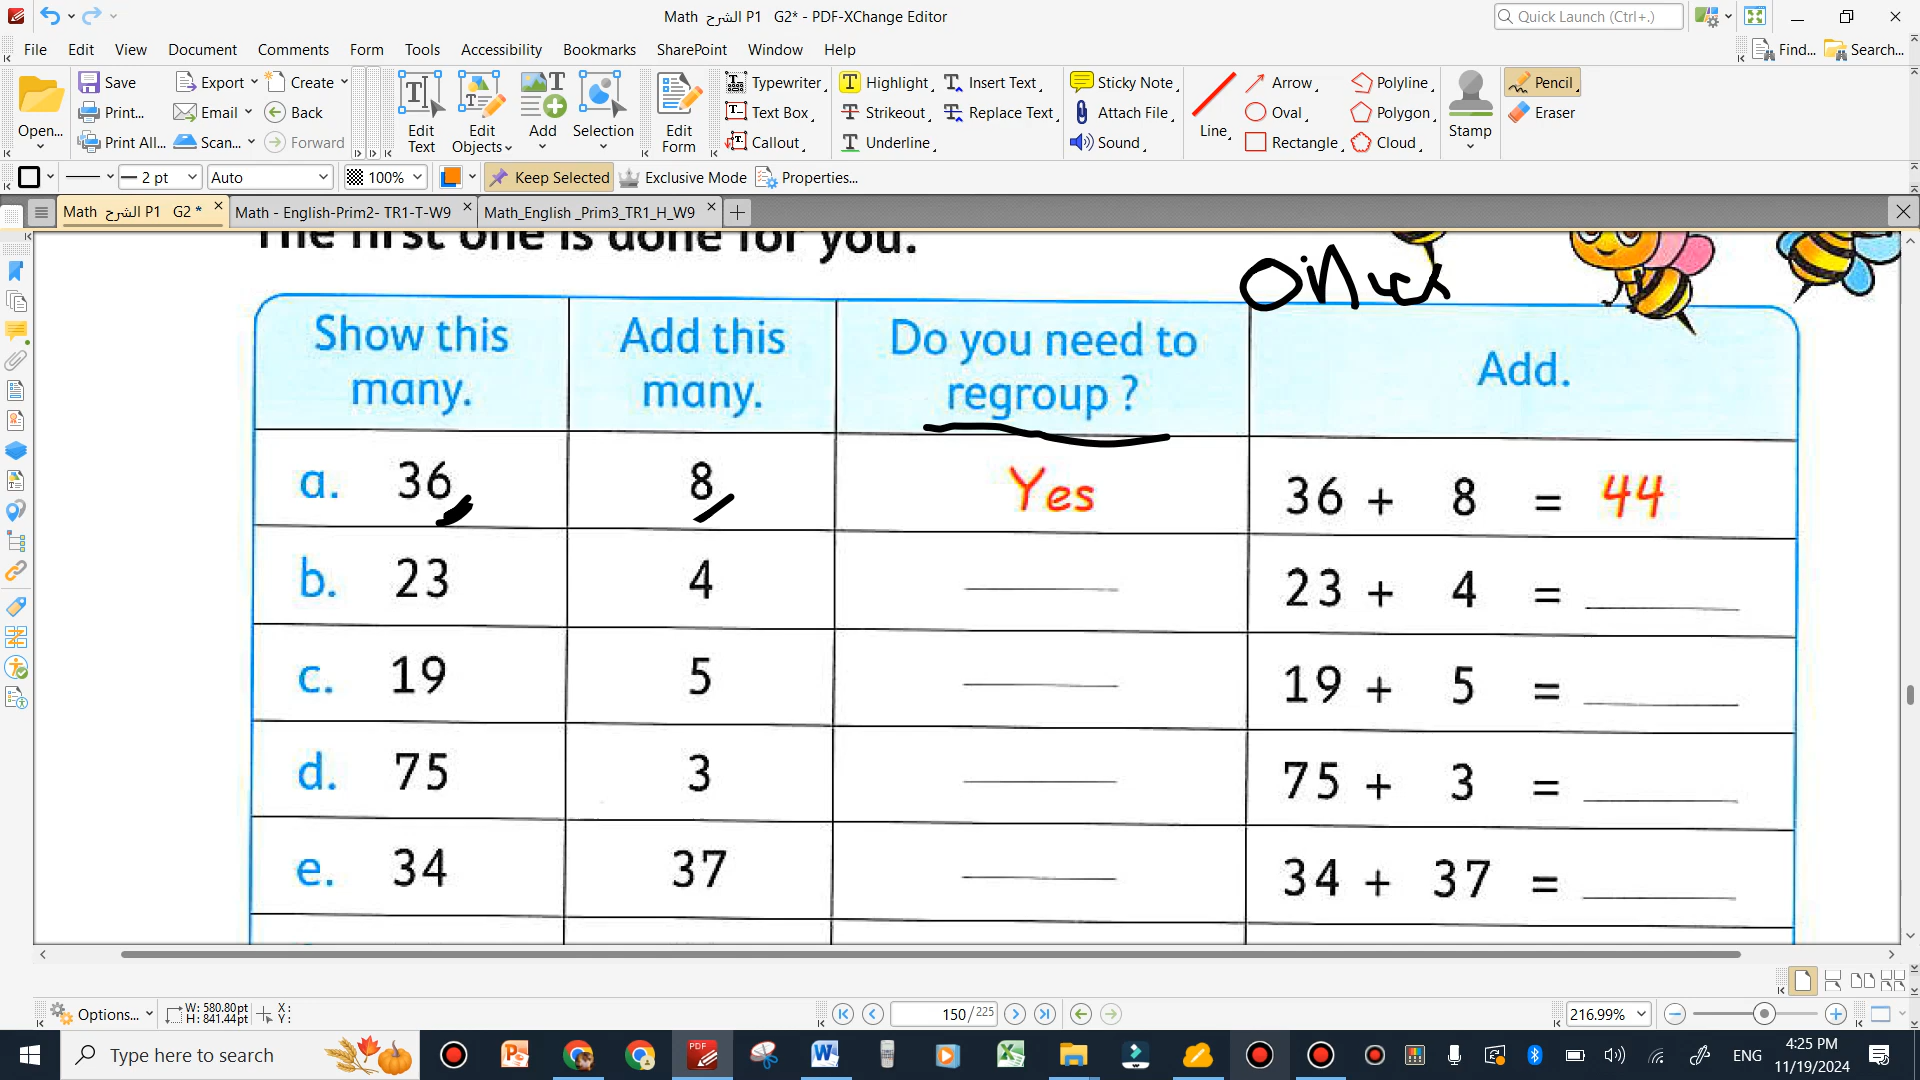 Math الشرح P1 G2* - PDF-XChange Editor
Quick Launch (Ctrl+.)
File Edit View Document Comments Form Tools Accessibility Bookmarks SharePoint Window Help
Find... Search...
Open... Save Print... Print All... Export Email Scan... Create Back Forward
Edit Text Edit Objects Add Selection Edit Form
Typewriter Text Box Callout Highlight Strikeout Underline Insert Text Replace Text
Sticky Note Attach File Sound Line Arrow Oval Rectangle Polyline Polygon Cloud Stamp Pencil Eraser
2 pt Auto 100% Keep Selected Exclusive Mode Properties...
Math الشرح P1 G2 * Math - English-Prim2- TR1-T-W9 Math_English _Prim3_TR1_H_W9
The first one is done for you.
Show this many. Add this many. Do you need to regroup ? Add.
a. 36 8 Yes 36 + 8 = 44
b. 23 4 23 + 4 =
c. 19 5 19 + 5 =
d. 75 3 75 + 3 =
e. 34 37 34 + 37 =
Options... W: 580.80pt H: 841.44pt X: Y: 150 / 225 216.99%
Type here to search ENG 4:25 PM 11/19/2024